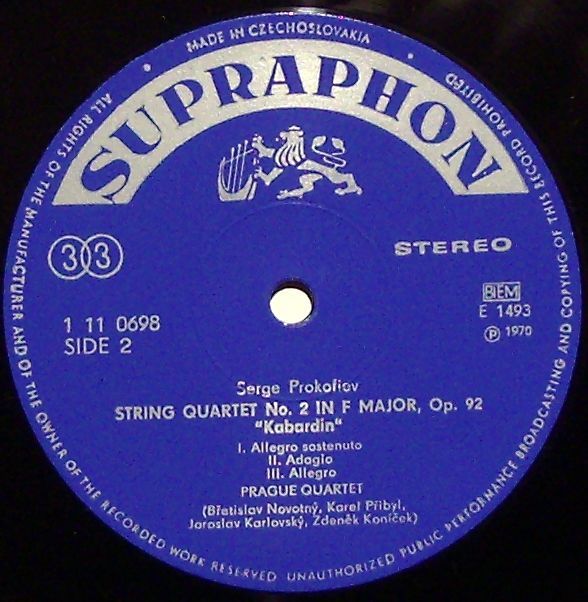 MADE IN CZECHOSLOVAKIA
ALL RIGHTS OF THE MANUFACTURER AND OF THE OWNER OF THE RECORDED WORK RESERVED UNAUTHORIZED PUBLIC PERFORMANCE BROADCASTING AND COPYING OF THIS RECORD PROHIBITED
SUPRAPHON
33
STEREO
BIEM
1 11 0698
E 1493
SIDE 2
℗ 1970
Serge Prokofiev
STRING QUARTET No. 2 IN F MAJOR, Op. 92
"Kabardin"
I. Allegro sostenuto
II. Adagio
III. Allegro
PRAGUE QUARTET
(Břetislav Novotný, Karel Přibyl,
Jaroslav Karlovský, Zdeněk Koníček)